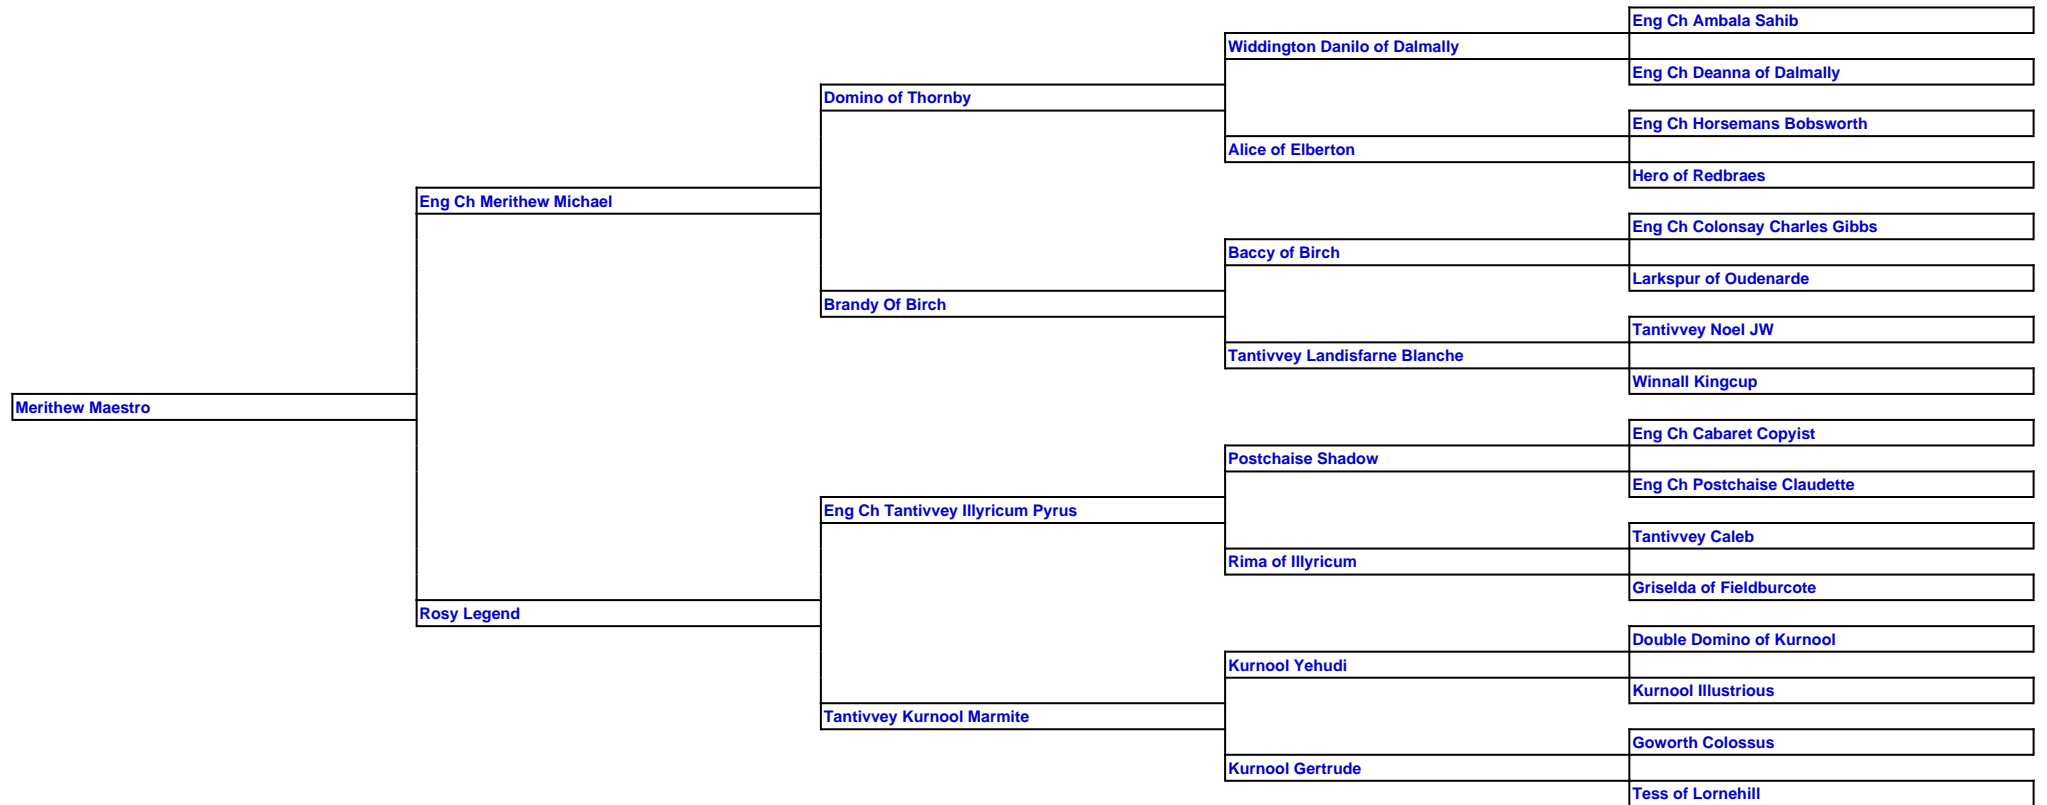 Eng Ch Ambala Sahib
Widdington Danilo of Dalmally
Eng Ch Deanna of Dalmally
Domino of Thornby
Eng Ch Horsemans Bobsworth
Alice of Elberton
Hero of Redbraes
Eng Ch Merithew Michael
Eng Ch Colonsay Charles Gibbs
Baccy of Birch
Larkspur of Oudenarde
Brandy Of Birch
Tantivvey Noel JW
Tantivvey Landisfarne Blanche
Winnall Kingcup
Merithew Maestro
Eng Ch Cabaret Copyist
Postchaise Shadow
Eng Ch Postchaise Claudette
Eng Ch Tantivvey Illyricum Pyrus
Tantivvey Caleb
Rima of Illyricum
Griselda of Fieldburcote
Rosy Legend
Double Domino of Kurnool
Kurnool Yehudi
Kurnool Illustrious
Tantivvey Kurnool Marmite
Goworth Colossus
Kurnool Gertrude
Tess of Lornehill